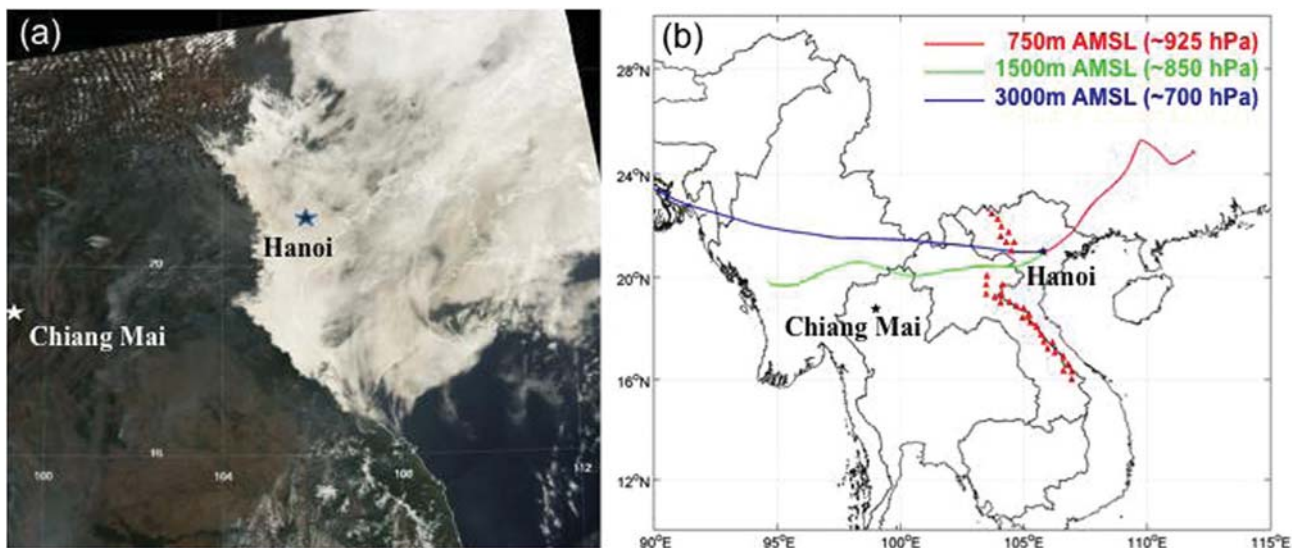 (a)
24
Hanoi
20
Chiang Mai
16
100
104
108
112
(b)
750m AMSL (~925 hPa)
1500m AMSL (~850 hPa)
3000m AMSL (~700 hPa)
28°N
24°N
20°N
16°N
12°N
Hanoi
Chiang Mai
90°E
95°E
100°E
105°E
110°E
115°E